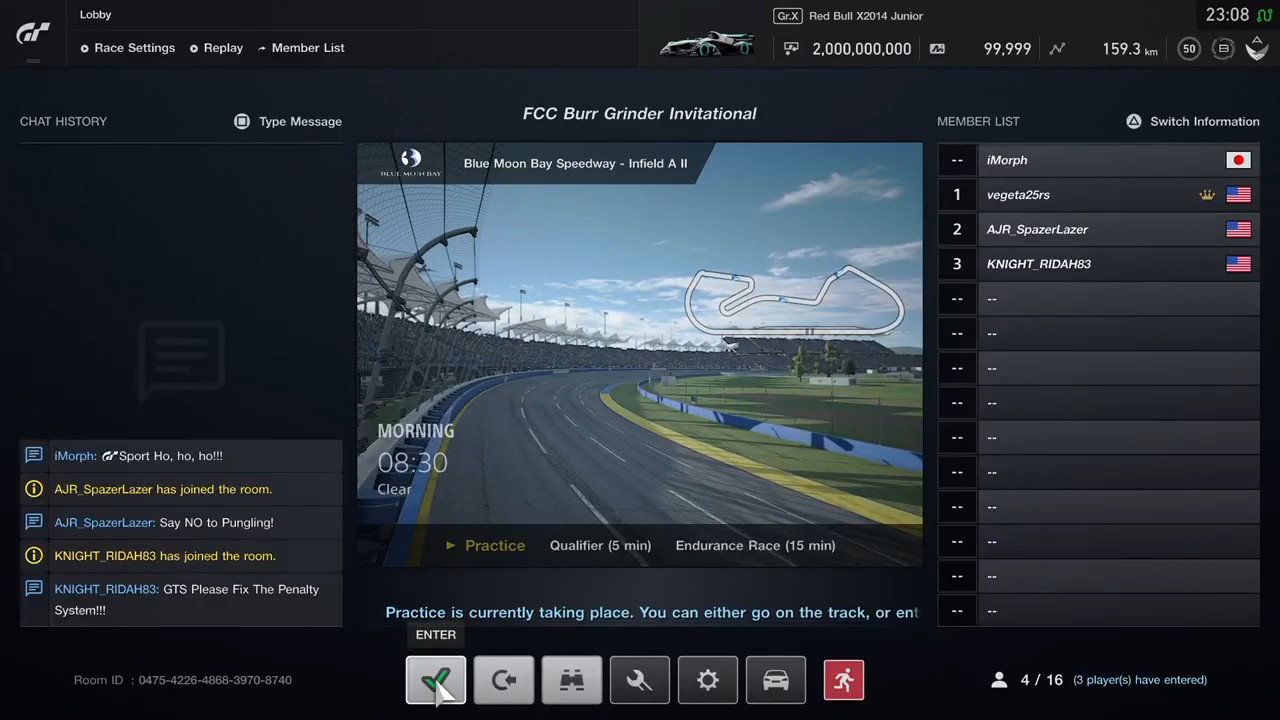 Lobby
Race Settings
Replay
Member List
Gr.X
Red Bull X2014 Junior
2,000,000,000
99,999
159.3 km
50
B
23:08
CHAT HISTORY
Type Message
iMorph: GT Sport Ho, ho, ho!!!
AJR_SpazerLazer has joined the room.
AJR_SpazerLazer: Say NO to Pungling!
KNIGHT_RIDAH83 has joined the room.
KNIGHT_RIDAH83: GTS Please Fix The Penalty
System!!!
FCC Burr Grinder Invitational
BLUE MOON BAY
Blue Moon Bay Speedway - Infield A II
MORNING
08:30
Clear
Practice
Qualifier (5 min)
Endurance Race (15 min)
Practice is currently taking place. You can either go on the track, or ent
ENTER
MEMBER LIST
Switch Information
-- iMorph
1 vegeta25rs
2 AJR_SpazerLazer
3 KNIGHT_RIDAH83
-- --
-- --
-- --
-- --
-- --
-- --
-- --
-- --
-- --
-- --
Room ID : 0475-4226-4868-3970-8740
4 / 16 (3 player(s) have entered)